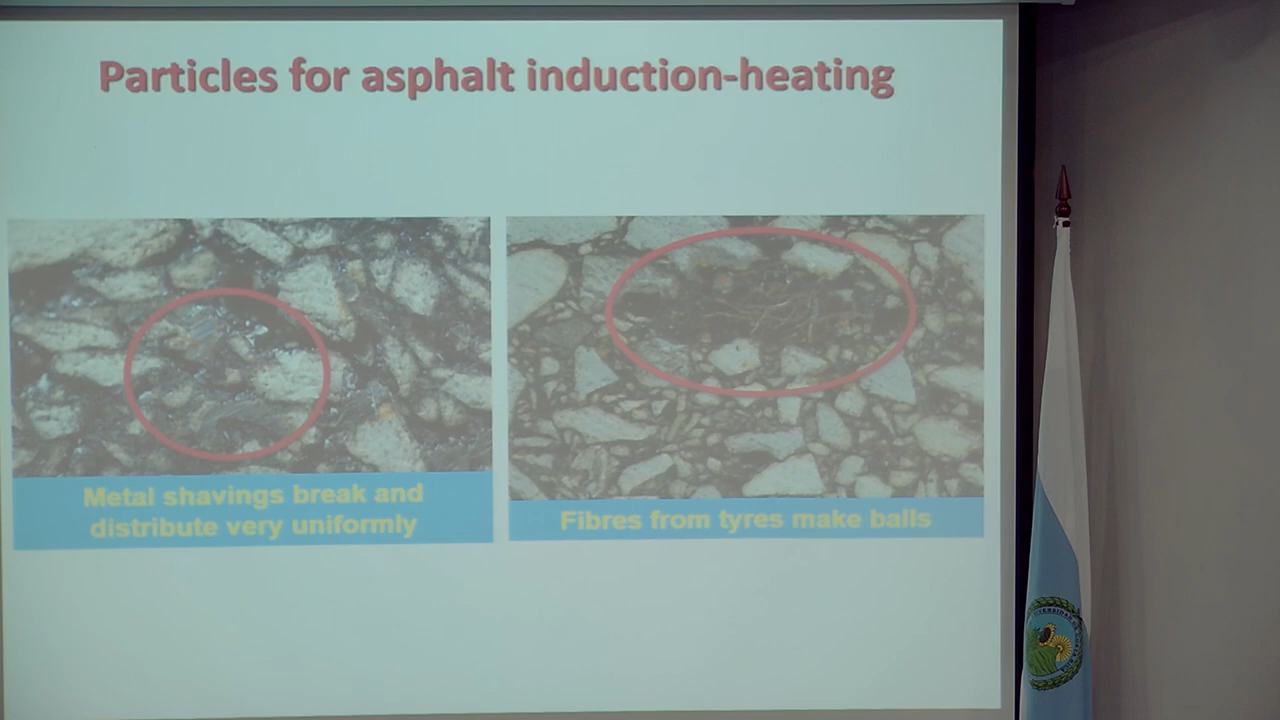 Particles for asphalt induction-heating
Metal shavings break and
distribute very uniformly
Fibres from tyres make balls